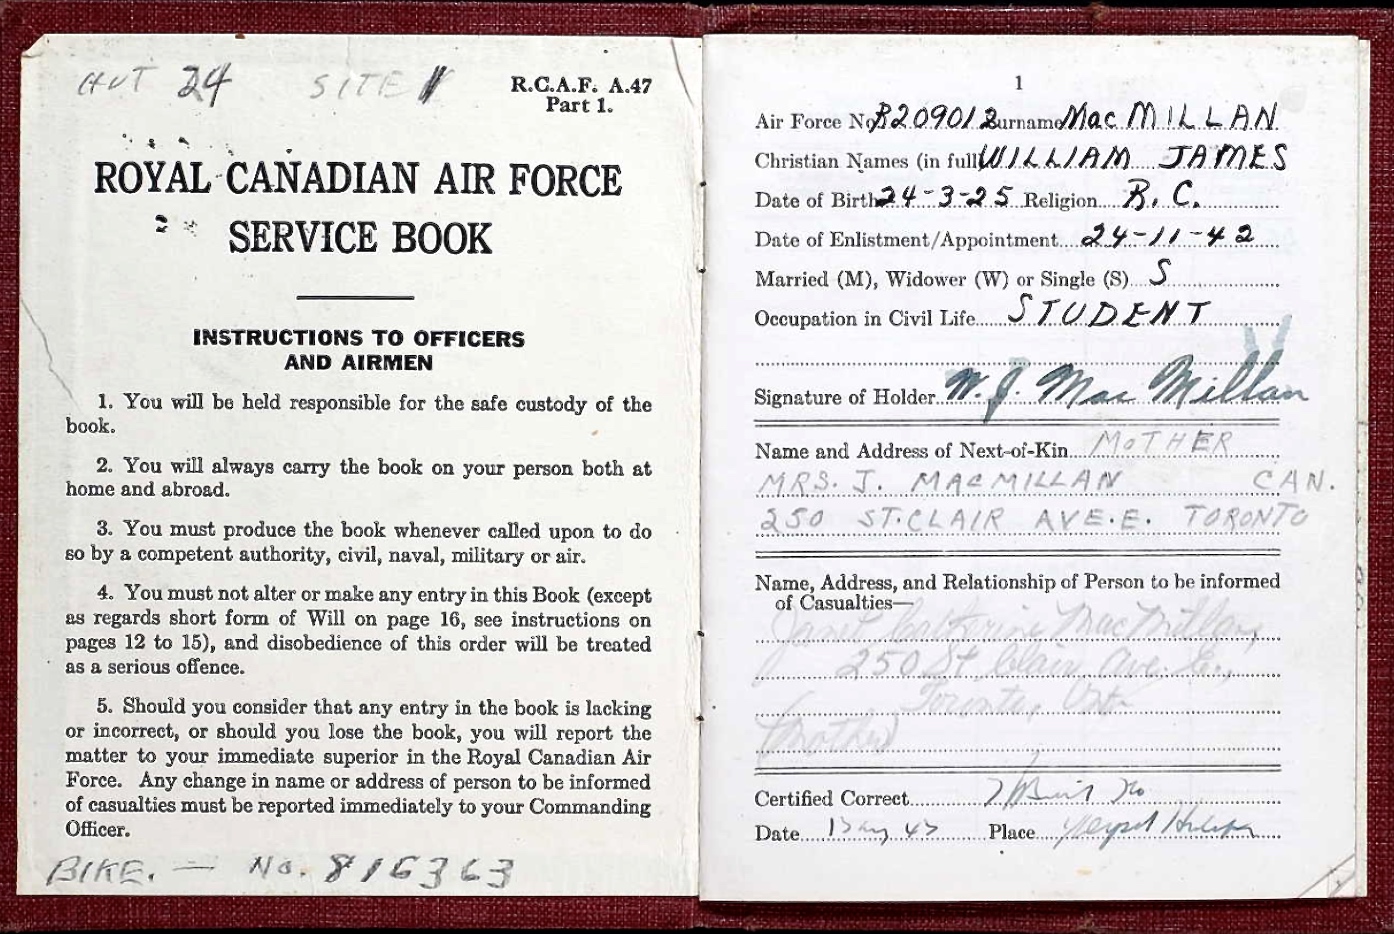 HUT 24 SITE 1
R.C.A.F. A.47
Part 1.
ROYAL CANADIAN AIR FORCE
SERVICE BOOK
INSTRUCTIONS TO OFFICERS
AND AIRMEN
1. You will be held responsible for the safe custody of the
book.
2. You will always carry the book on your person both at
home and abroad.
3. You must produce the book whenever called upon to do
so by a competent authority, civil, naval, military or air.
4. You must not alter or make any entry in this Book (except
as regards short form of Will on page 16, see instructions on
pages 12 to 15), and disobedience of this order will be treated
as a serious offence.
5. Should you consider that any entry in the book is lacking
or incorrect, or should you lose the book, you will report the
matter to your immediate superior in the Royal Canadian Air
Force. Any change in name or address of person to be informed
of casualties must be reported immediately to your Commanding
Officer.
BIKE. — No. 816363
1
Air Force No. R209012 Surname MacMILLAN
Christian Names (in full) WILLIAM JAMES
Date of Birth 24-3-25 Religion R.C.
Date of Enlistment/Appointment 24-11-42
Married (M), Widower (W) or Single (S) S
Occupation in Civil Life STUDENT
Signature of Holder W. J. Mac Millan
Name and Address of Next-of-Kin MOTHER
MRS. J. MACMILLAN CAN.
250 ST. CLAIR AVE. E. TORONTO
Name, Address, and Relationship of Person to be informed
of Casualties—
Janet Catherine MacMillan,
250 St. Clair Ave. E.,
Toronto, Ont.
(Mother)
Certified Correct
Date Place